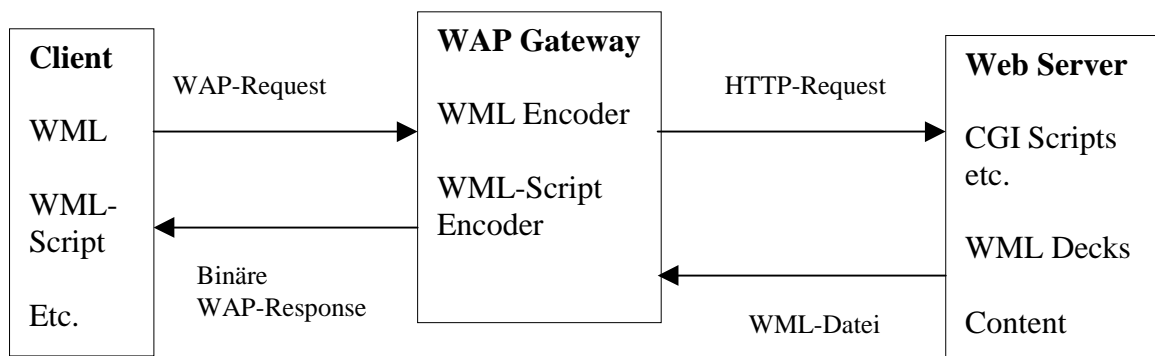 Client
WML
WML-
Script
Etc.
WAP-Request
Binäre
WAP-Response
WAP Gateway
WML Encoder
WML-Script
Encoder
HTTP-Request
WML-Datei
Web Server
CGI Scripts
etc.
WML Decks
Content